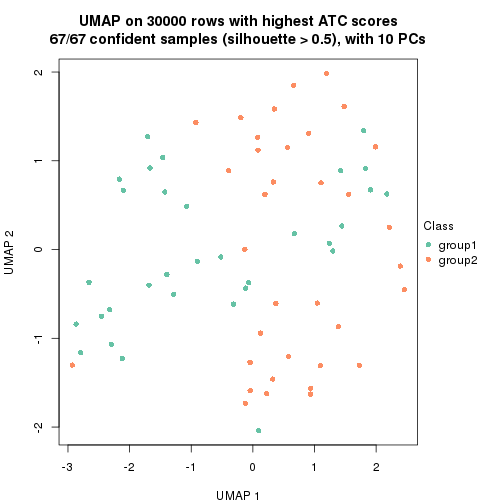 UMAP on 30000 rows with highest ATC scores
67/67 confident samples (silhouette > 0.5), with 10 PCs
2
1
0
-1
-2
UMAP 2
-3
-2
-1
0
1
2
UMAP 1
Class
group1
group2